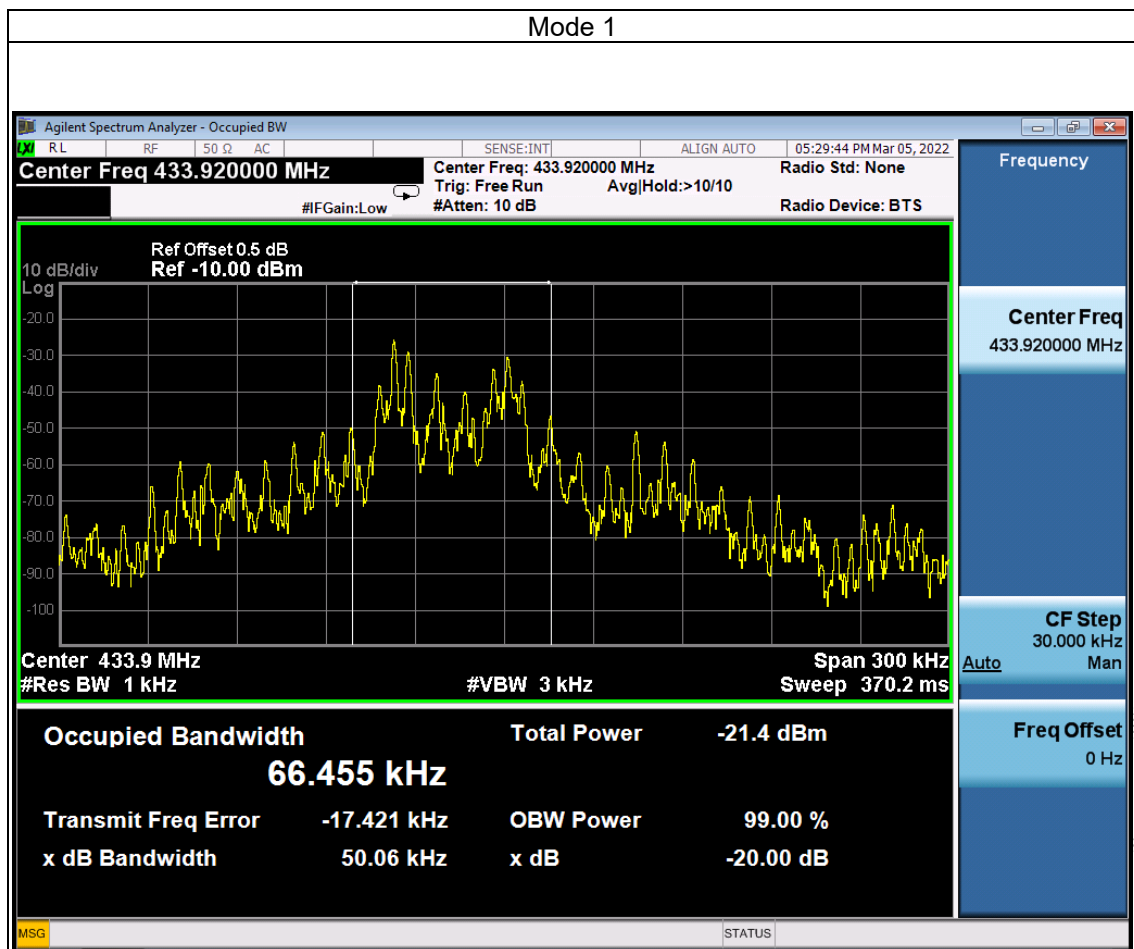 Mode 1
Agilent Spectrum Analyzer - Occupied BW
LXI RL RF 50 Ω AC SENSE:INT ALIGN AUTO 05:29:44 PM Mar 05, 2022
Center Freq 433.920000 MHz
#IFGain:Low
Center Freq: 433.920000 MHz
Trig: Free Run Avg|Hold:>10/10
#Atten: 10 dB
Radio Std: None
Radio Device: BTS
Frequency
Ref Offset 0.5 dB
10 dB/div Ref -10.00 dBm
Log
-20.0
-30.0
-40.0
-50.0
-60.0
-70.0
-80.0
-90.0
-100
Center 433.9 MHz Span 300 kHz
#Res BW 1 kHz #VBW 3 kHz Sweep 370.2 ms
Center Freq
433.920000 MHz
CF Step
30.000 kHz
Auto Man
Freq Offset
0 Hz
Occupied Bandwidth Total Power -21.4 dBm
66.455 kHz
Transmit Freq Error -17.421 kHz OBW Power 99.00 %
x dB Bandwidth 50.06 kHz x dB -20.00 dB
MSG STATUS